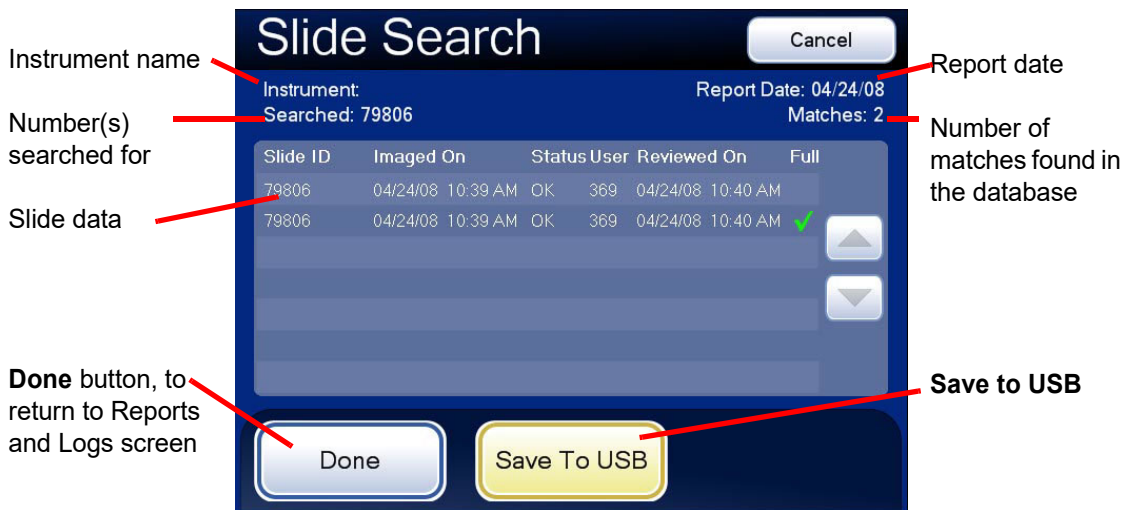 Slide Search
Cancel
Instrument name
Instrument:
Report Date: 04/24/08
Report date
Number(s)
searched for
Searched: 79806
Matches: 2
Number of
matches found in
the database
Slide ID Imaged On Status User Reviewed On Full
79806 04/24/08 10:39 AM OK 369 04/24/08 10:40 AM
79806 04/24/08 10:39 AM OK 369 04/24/08 10:40 AM ✓
Slide data
Done button, to
return to Reports
and Logs screen
Save to USB
Done
Save To USB